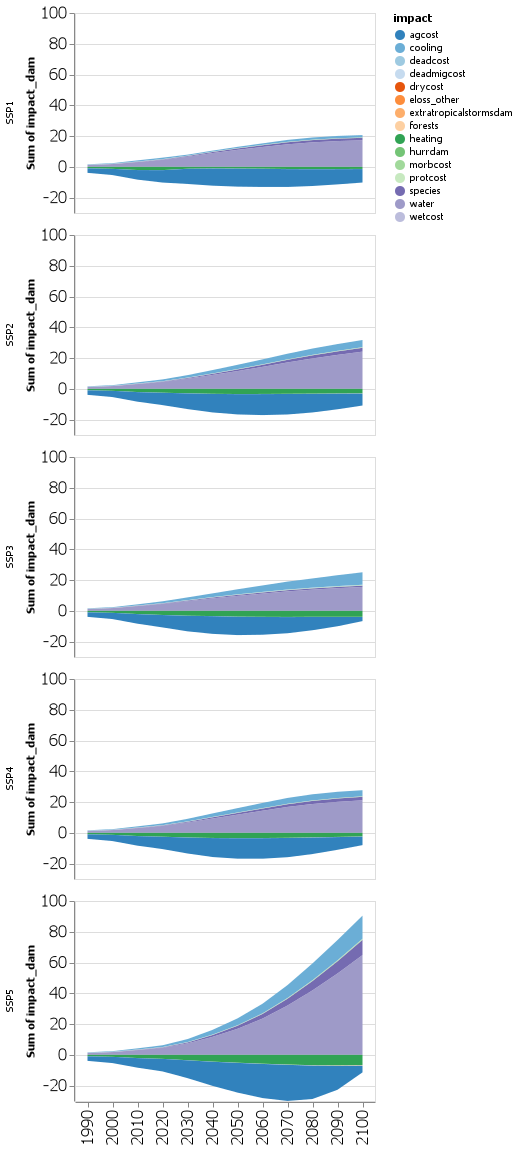 impact
agcost
cooling
deadcost
deadmigcost
drycost
eloss_other
extratropicalstormsdam
forests
heating
hurrdam
morbcost
protcost
species
water
wetcost
SSP1
Sum of impact_dam
100
80
60
40
20
0
-20
SSP2
Sum of impact_dam
100
80
60
40
20
0
-20
SSP3
Sum of impact_dam
100
80
60
40
20
0
-20
SSP4
Sum of impact_dam
100
80
60
40
20
0
-20
SSP5
Sum of impact_dam
100
80
60
40
20
0
-20
1990
2000
2010
2020
2030
2040
2050
2060
2070
2080
2090
2100